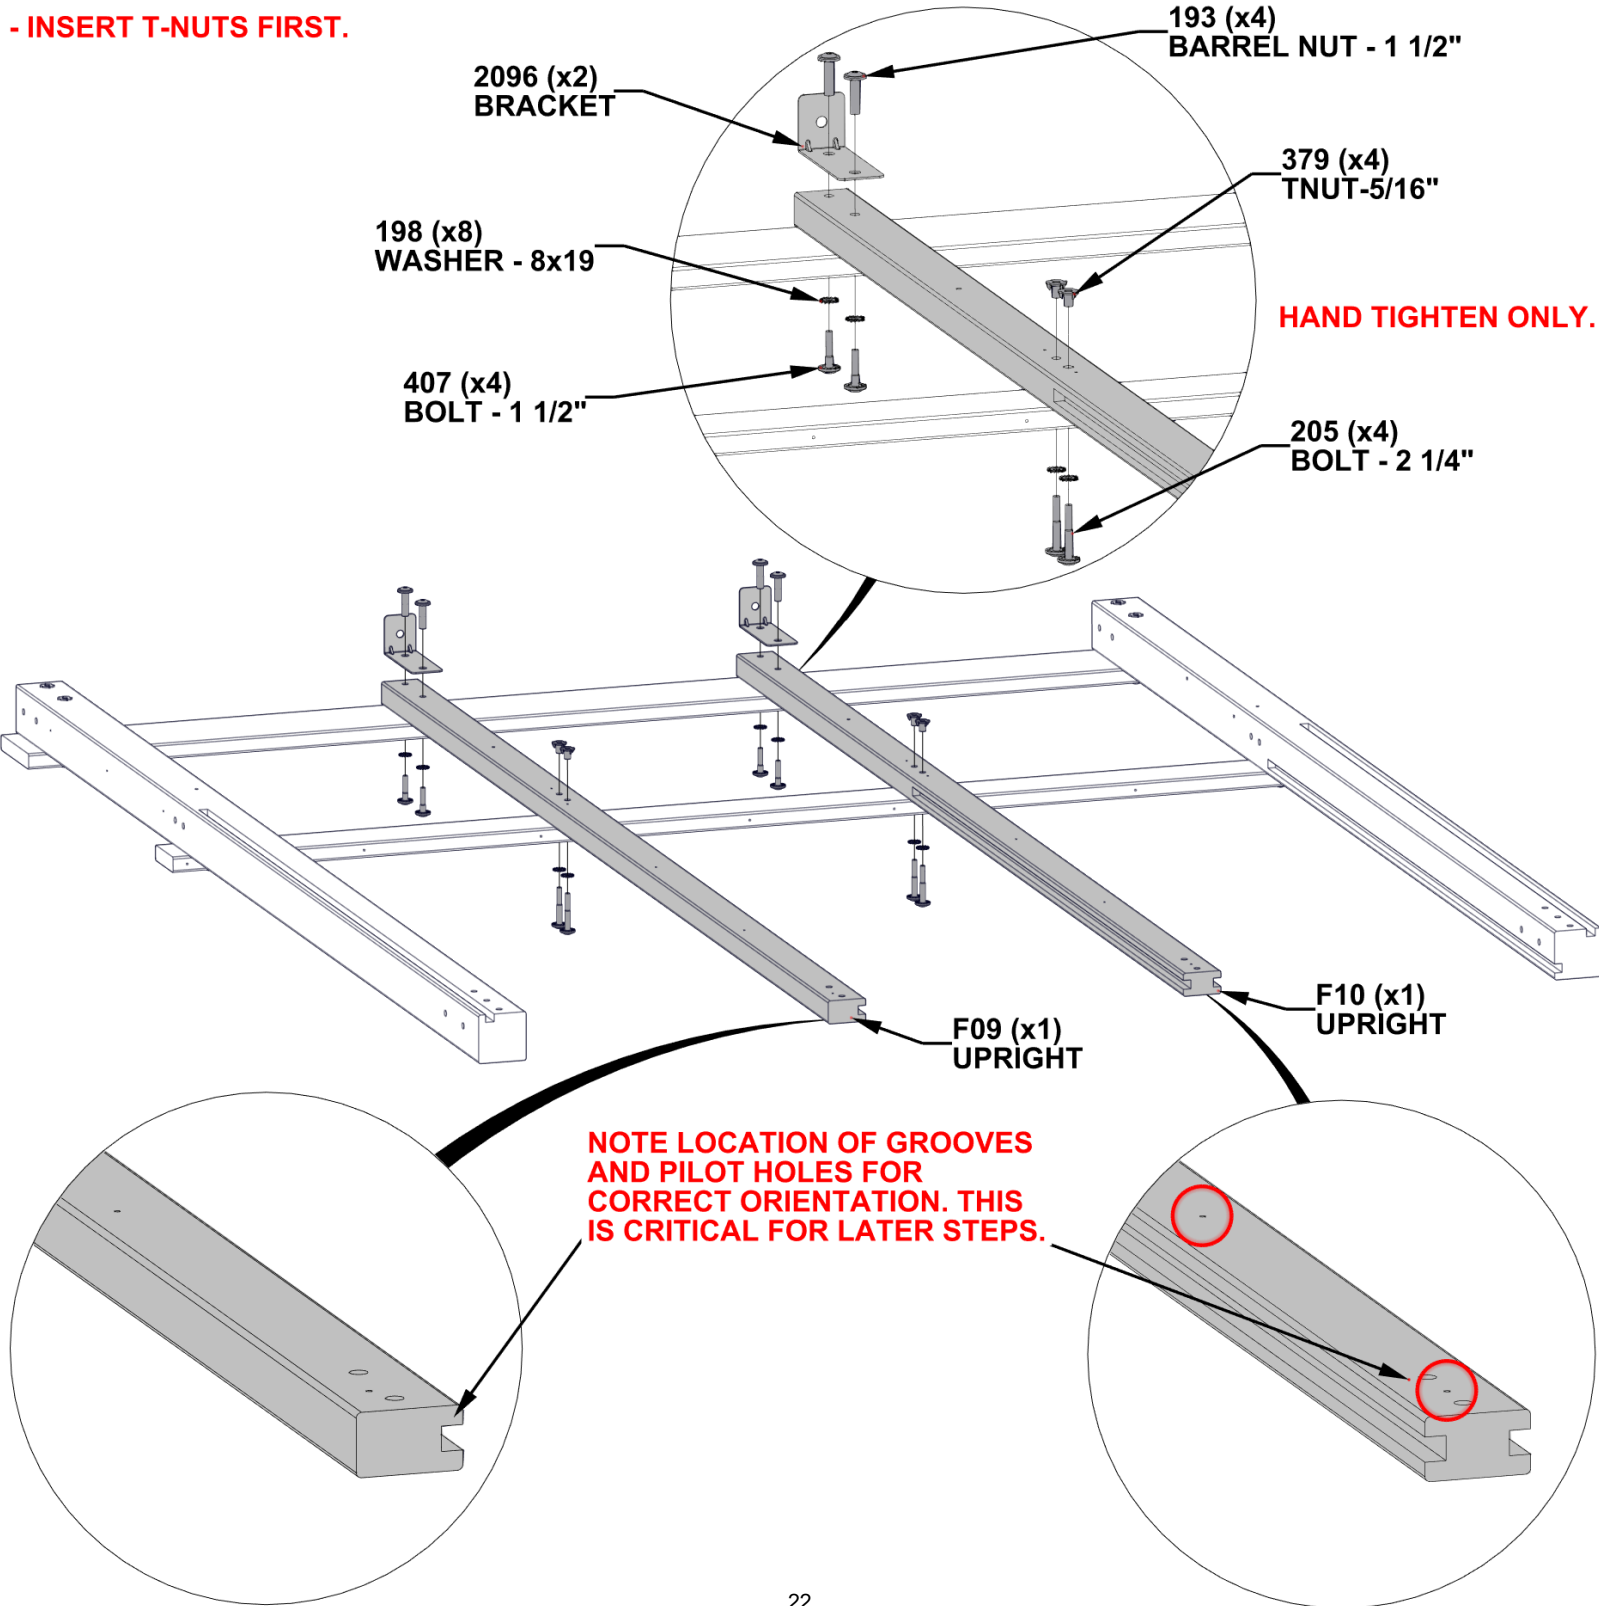 - INSERT T-NUTS FIRST.
193 (x4)
BARREL NUT - 1 1/2"
2096 (x2)
BRACKET
379 (x4)
TNUT-5/16"
198 (x8)
WASHER - 8x19
HAND TIGHTEN ONLY.
407 (x4)
BOLT - 1 1/2"
205 (x4)
BOLT - 2 1/4"
F10 (x1)
UPRIGHT
F09 (x1)
UPRIGHT
NOTE LOCATION OF GROOVES
AND PILOT HOLES FOR
CORRECT ORIENTATION. THIS
IS CRITICAL FOR LATER STEPS.
22